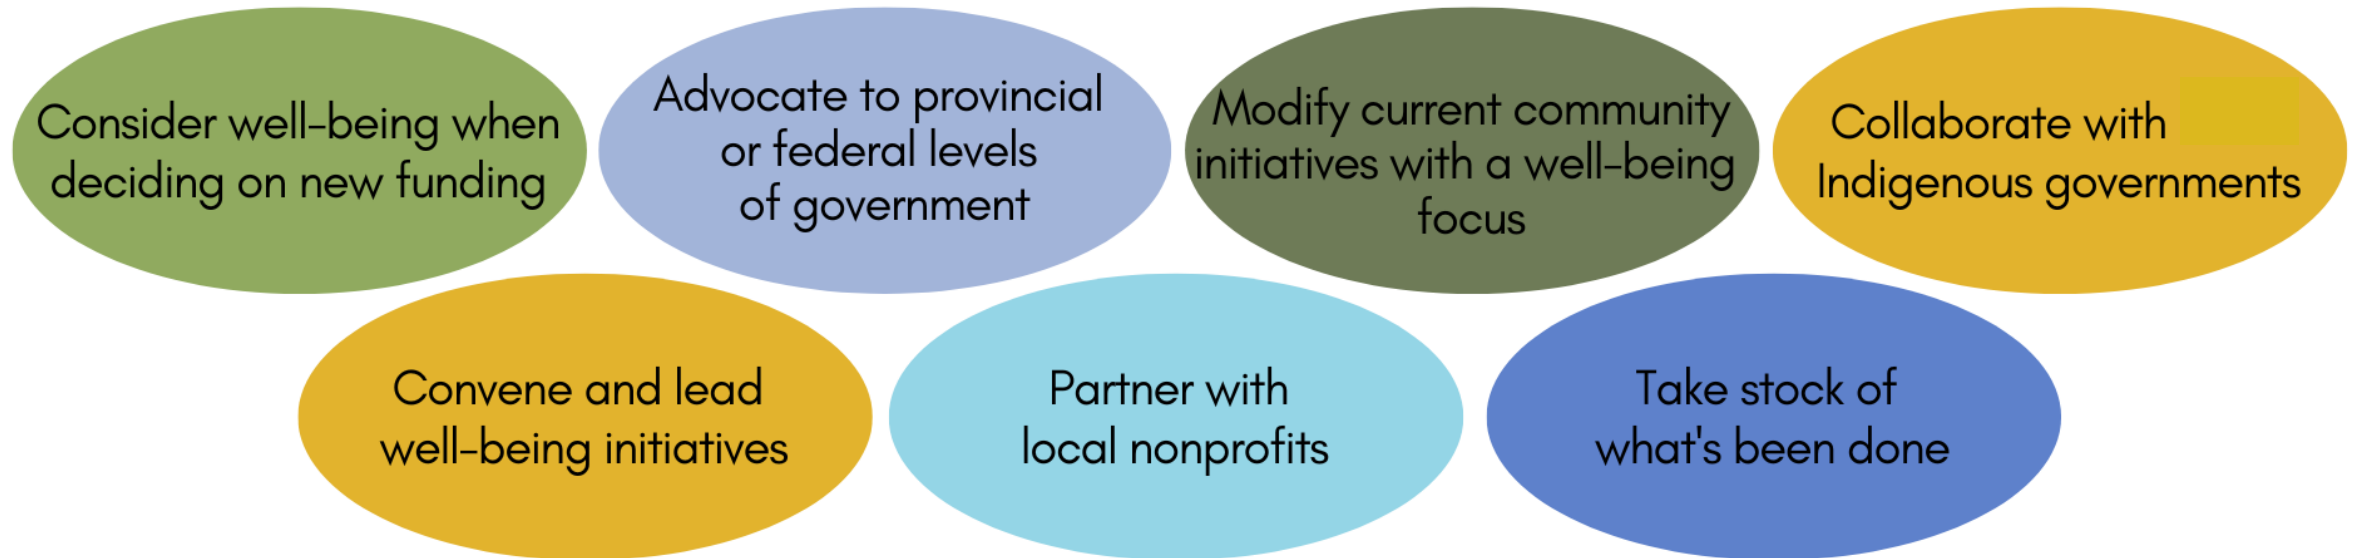 Consider well-being when
deciding on new funding
Advocate to provincial
or federal levels
of government
Modify current community
initiatives with a well-being
focus
Collaborate with
Indigenous governments
Convene and lead
well-being initiatives
Partner with
local nonprofits
Take stock of
what's been done